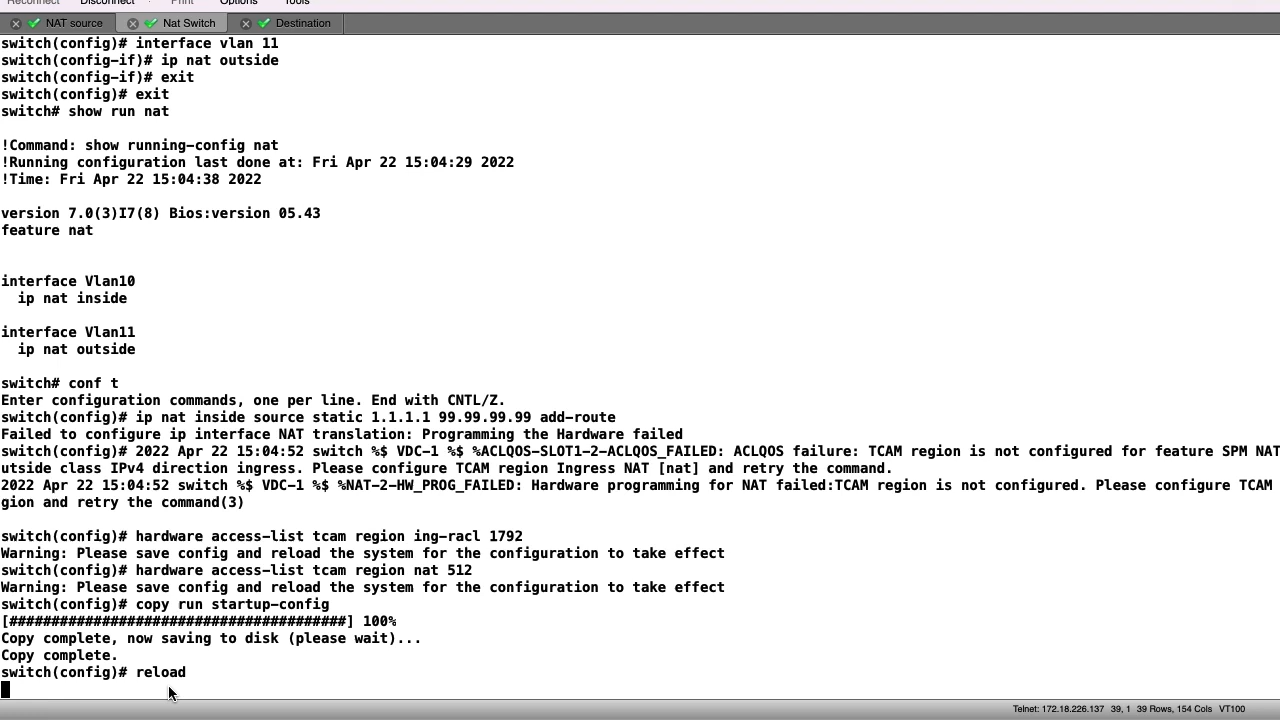 Reconnect Disconnect Print Options Tools
NAT source Nat Switch Destination
switch(config)# interface vlan 11
switch(config-if)# ip nat outside
switch(config-if)# exit
switch(config)# exit
switch# show run nat
!Command: show running-config nat
!Running configuration last done at: Fri Apr 22 15:04:29 2022
!Time: Fri Apr 22 15:04:38 2022
version 7.0(3)I7(8) Bios:version 05.43
feature nat
interface Vlan10
  ip nat inside
interface Vlan11
  ip nat outside
switch# conf t
Enter configuration commands, one per line. End with CNTL/Z.
switch(config)# ip nat inside source static 1.1.1.1 99.99.99.99 add-route
Failed to configure ip interface NAT translation: Programming the Hardware failed
switch(config)# 2022 Apr 22 15:04:52 switch %$ VDC-1 %$ %ACLQOS-SLOT1-2-ACLQOS_FAILED: ACLQOS failure: TCAM region is not configured for feature SPM NAT
utside class IPv4 direction ingress. Please configure TCAM region Ingress NAT [nat] and retry the command.
2022 Apr 22 15:04:52 switch %$ VDC-1 %$ %NAT-2-HW_PROG_FAILED: Hardware programming for NAT failed:TCAM region is not configured. Please configure TCAM
gion and retry the command(3)
switch(config)# hardware access-list tcam region ing-racl 1792
Warning: Please save config and reload the system for the configuration to take effect
switch(config)# hardware access-list tcam region nat 512
Warning: Please save config and reload the system for the configuration to take effect
switch(config)# copy run startup-config
[########################################] 100%
Copy complete, now saving to disk (please wait)...
Copy complete.
switch(config)# reload
Telnet: 172.18.226.137 39, 1 39 Rows, 154 Cols VT100